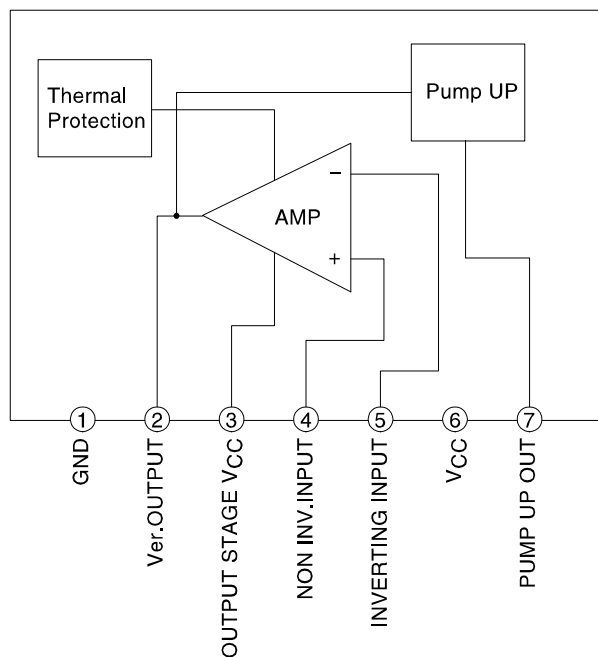 Thermal
Protection
Pump UP
−
AMP
+
1
2
3
4
5
6
7
GND
Ver.OUTPUT
OUTPUT STAGE VCC
NON INV.INPUT
INVERTING INPUT
VCC
PUMP UP OUT